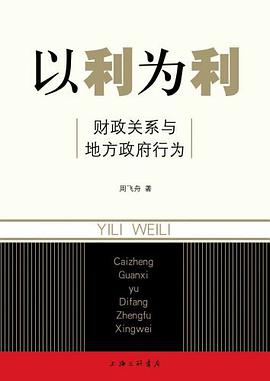 以利为利
财政关系与
地方政府行为
周飞舟 著
YILI WEILI
Caizheng
Guanxi
yu
Difang
Zhengfu
Xingwei
上海三联书店